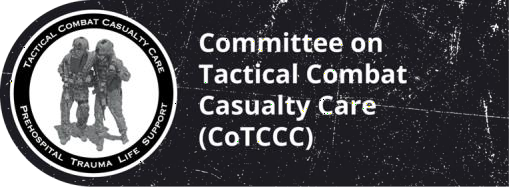 TACTICAL COMBAT CASUALTY CARE
PREHOSPITAL TRAUMA LIFE SUPPORT
Committee on
Tactical Combat
Casualty Care
(CoTCCC)